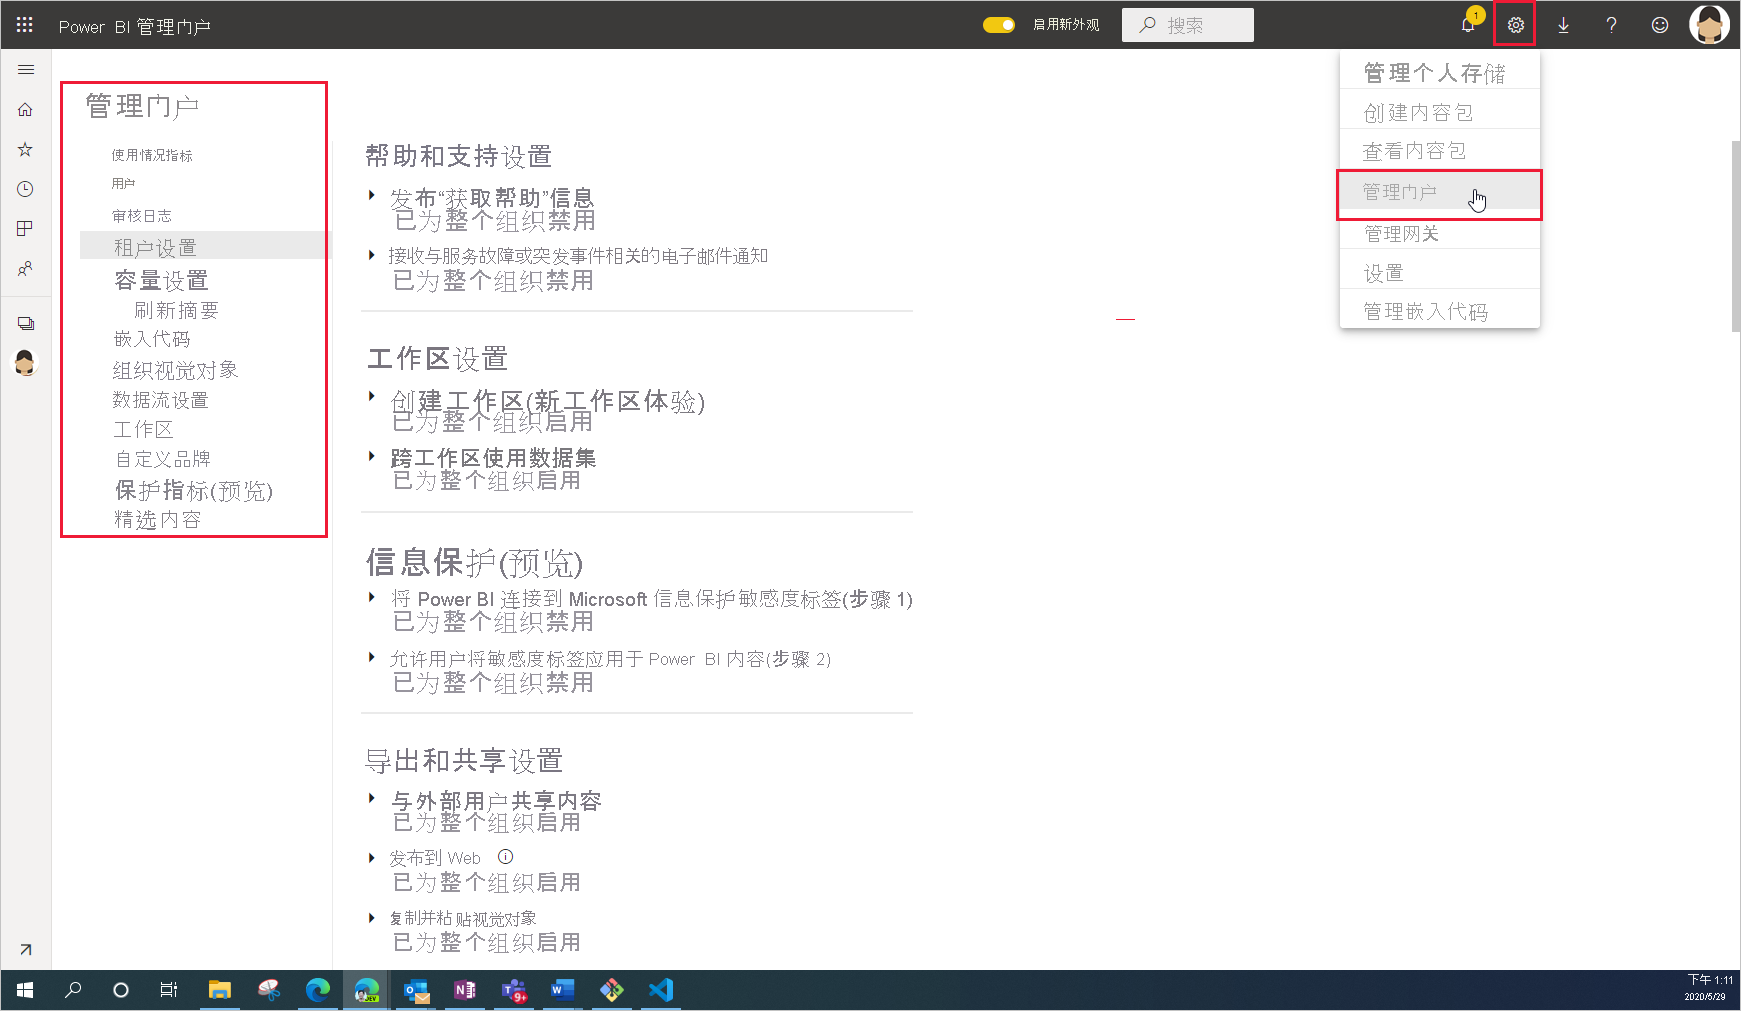 Power BI 管理门户
启用新外观
搜索
1
管理门户
使用情况指标
用户
审核日志
租户设置
容量设置
刷新摘要
嵌入代码
组织视觉对象
数据流设置
工作区
自定义品牌
保护指标(预览)
精选内容
帮助和支持设置
发布“获取帮助”信息
已为整个组织禁用
接收与服务故障或突发事件相关的电子邮件通知
已为整个组织禁用
工作区设置
创建工作区(新工作区体验)
已为整个组织启用
跨工作区使用数据集
已为整个组织启用
信息保护(预览)
将 Power BI 连接到 Microsoft 信息保护敏感度标签(步骤 1)
已为整个组织禁用
允许用户将敏感度标签应用于 Power BI 内容(步骤 2)
已为整个组织禁用
导出和共享设置
与外部用户共享内容
已为整个组织启用
发布到 Web
已为整个组织启用
复制并粘贴视觉对象
已为整个组织启用
管理个人存储
创建内容包
查看内容包
管理门户
管理网关
设置
管理嵌入代码
DEV
9+
下午 1:11
2020/5/29